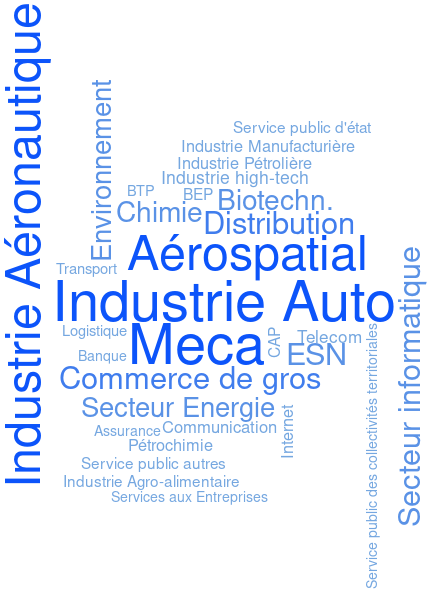 Industrie Aéronautique
Environnement
Service public d'état
Industrie Manufacturière
Industrie Pétrolière
Industrie high-tech
BTP
BEP
Biotechn.
Chimie
Distribution
Aérospatial
Transport
Industrie Auto
Logistique
Meca
CAP
Telecom
Banque
ESN
Commerce de gros
Secteur informatique
Service public des collectivités territoriales
Secteur Energie
Assurance
Communication
Internet
Pétrochimie
Service public autres
Industrie Agro-alimentaire
Services aux Entreprises